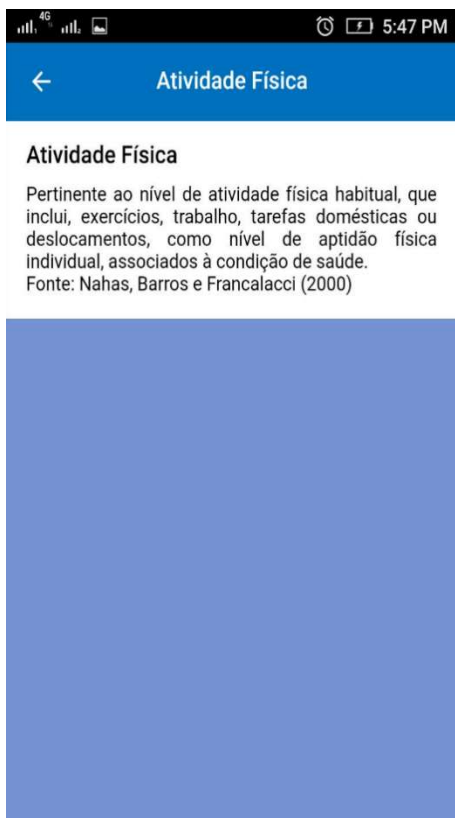 4G
5:47 PM
Atividade Física
Atividade Física
Pertinente ao nível de atividade física habitual, que
inclui, exercícios, trabalho, tarefas domésticas ou
deslocamentos, como nível de aptidão física
individual, associados à condição de saúde.
Fonte: Nahas, Barros e Francalacci (2000)